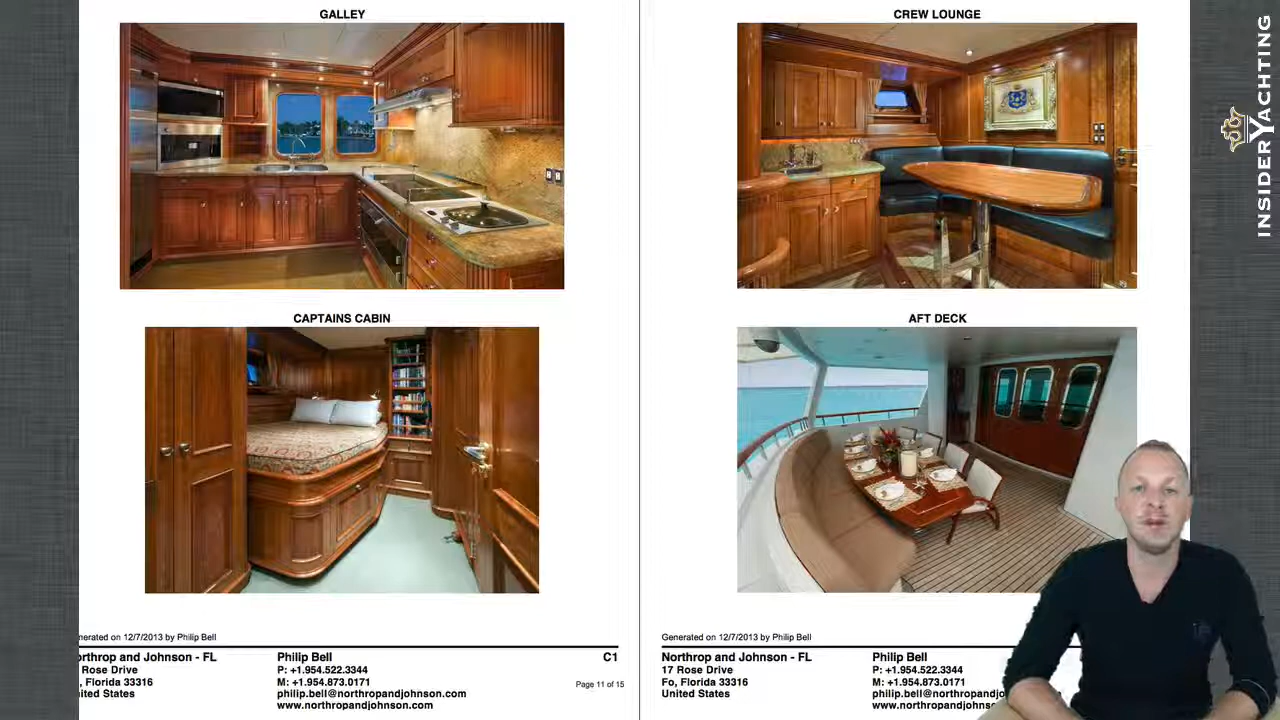 GALLEY
CAPTAINS CABIN
nerated on 12/7/2013 by Philip Bell
rthrop and Johnson - FL
Rose Drive
, Florida 33316
ited States
Philip Bell
P: +1.954.522.3344
M: +1.954.873.0171
philip.bell@northropandjohnson.com
www.northropandjohnson.com
C1
Page 11 of 15
CREW LOUNGE
AFT DECK
Generated on 12/7/2013 by Philip Bell
Northrop and Johnson - FL
17 Rose Drive
Fo, Florida 33316
United States
Philip Bell
P: +1.954.522.3344
M: +1.954.873.0171
philip.bell@northropandjo
www.northropandjohns
INSIDER YACHTING